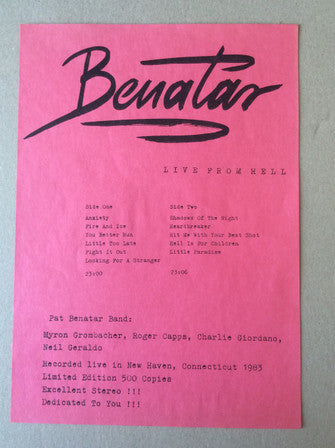 Benatar
LIVE FROM HELL
Side One
Anxiety
Fire And Ice
You Better Run
Little Too Late
Fight it Out
Looking For A Stranger
23:00
Side Two
Shadows Of The Night
Heartbreaker
Hit Me With Your Best Shot
Hell is For Children
Little Paradise
23:06
Pat Benatar Band:
Myron Grombacher, Roger Capps, Charlie Giordano,
Neil Geraldo
Recorded live in New Haven, Connecticut 1983
Limited Edition 500 Copies
Excellent Stereo !!!
Dedicated To You !!!